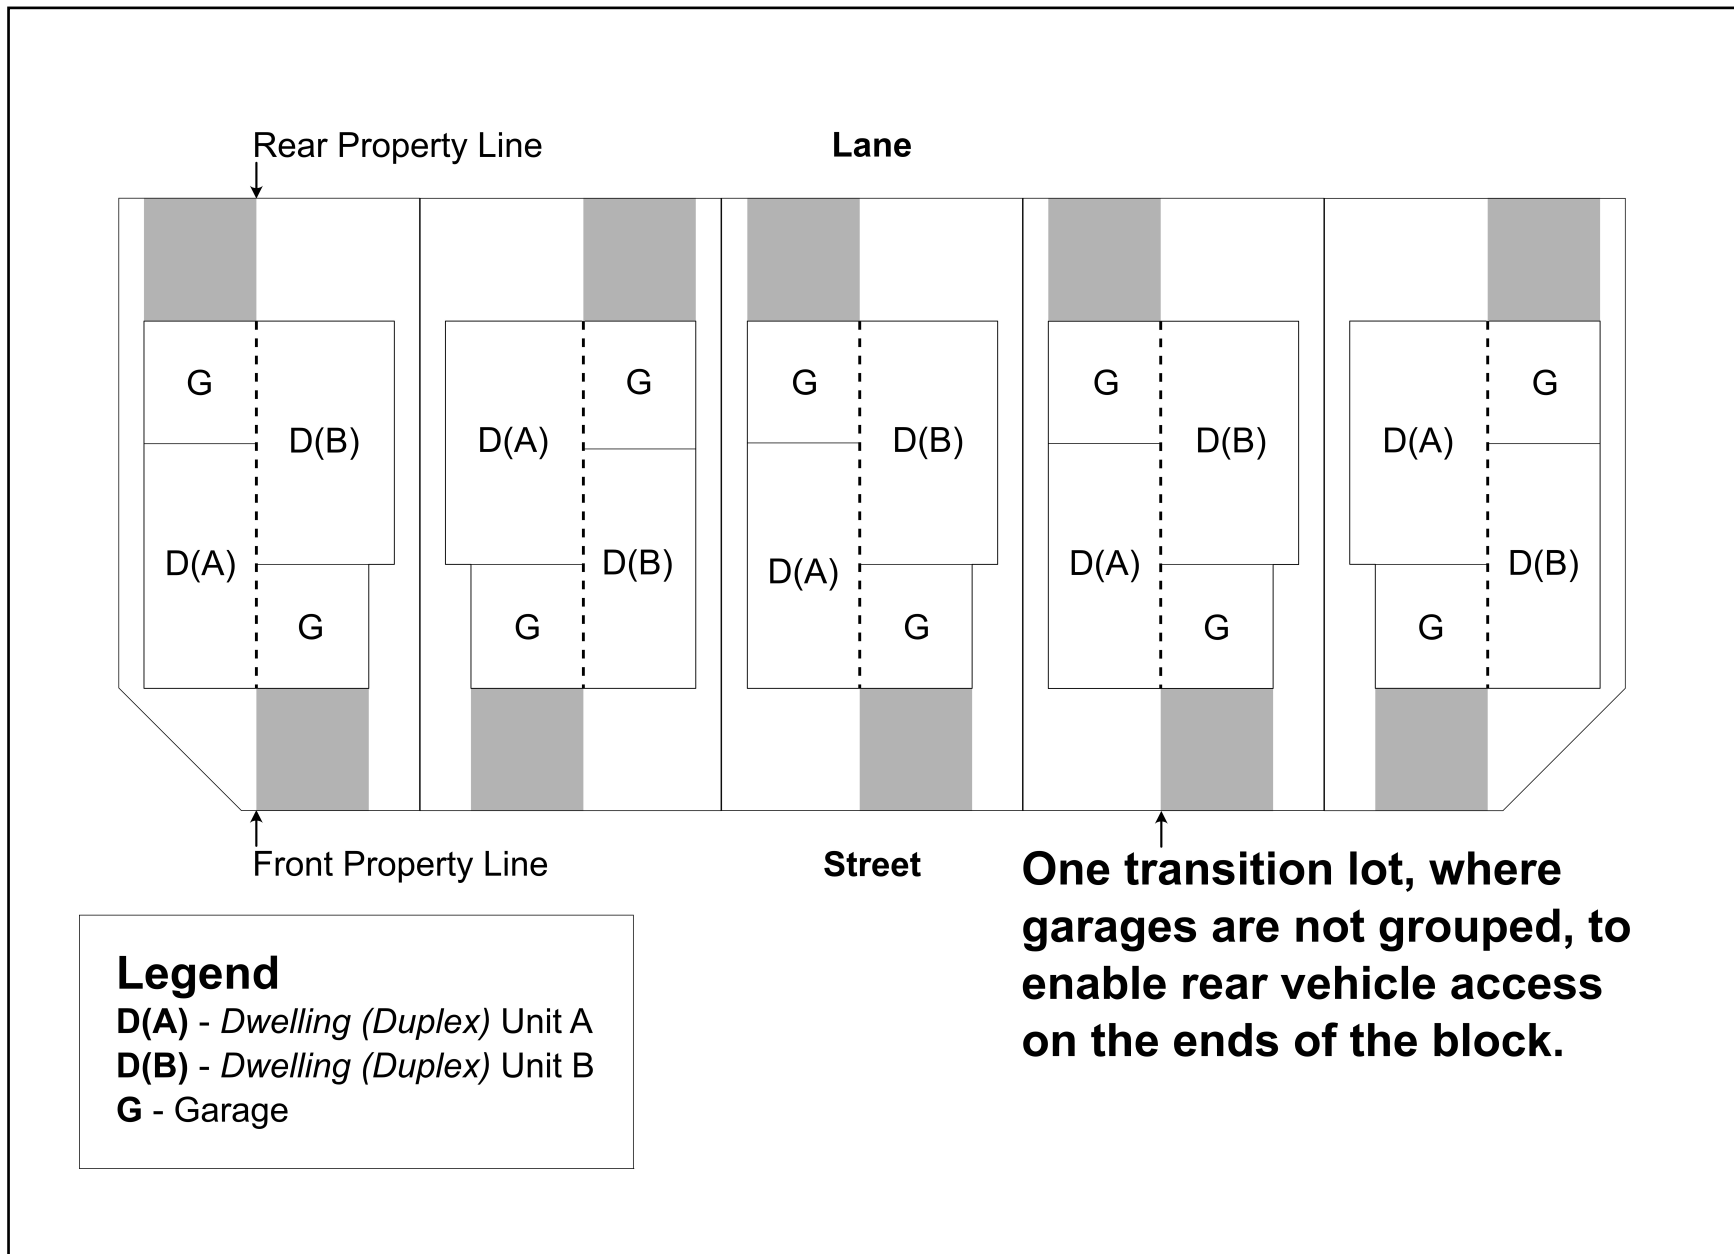 Rear Property Line
Lane
G
G
G
G
G
D(B)
D(A)
D(B)
D(B)
D(A)
D(A)
D(B)
D(A)
D(A)
D(B)
G
G
G
G
G
Front Property Line
Street
One transition lot, where
garages are not grouped, to
enable rear vehicle access
on the ends of the block.
Legend
D(A) - Dwelling (Duplex) Unit A
D(B) - Dwelling (Duplex) Unit B
G - Garage